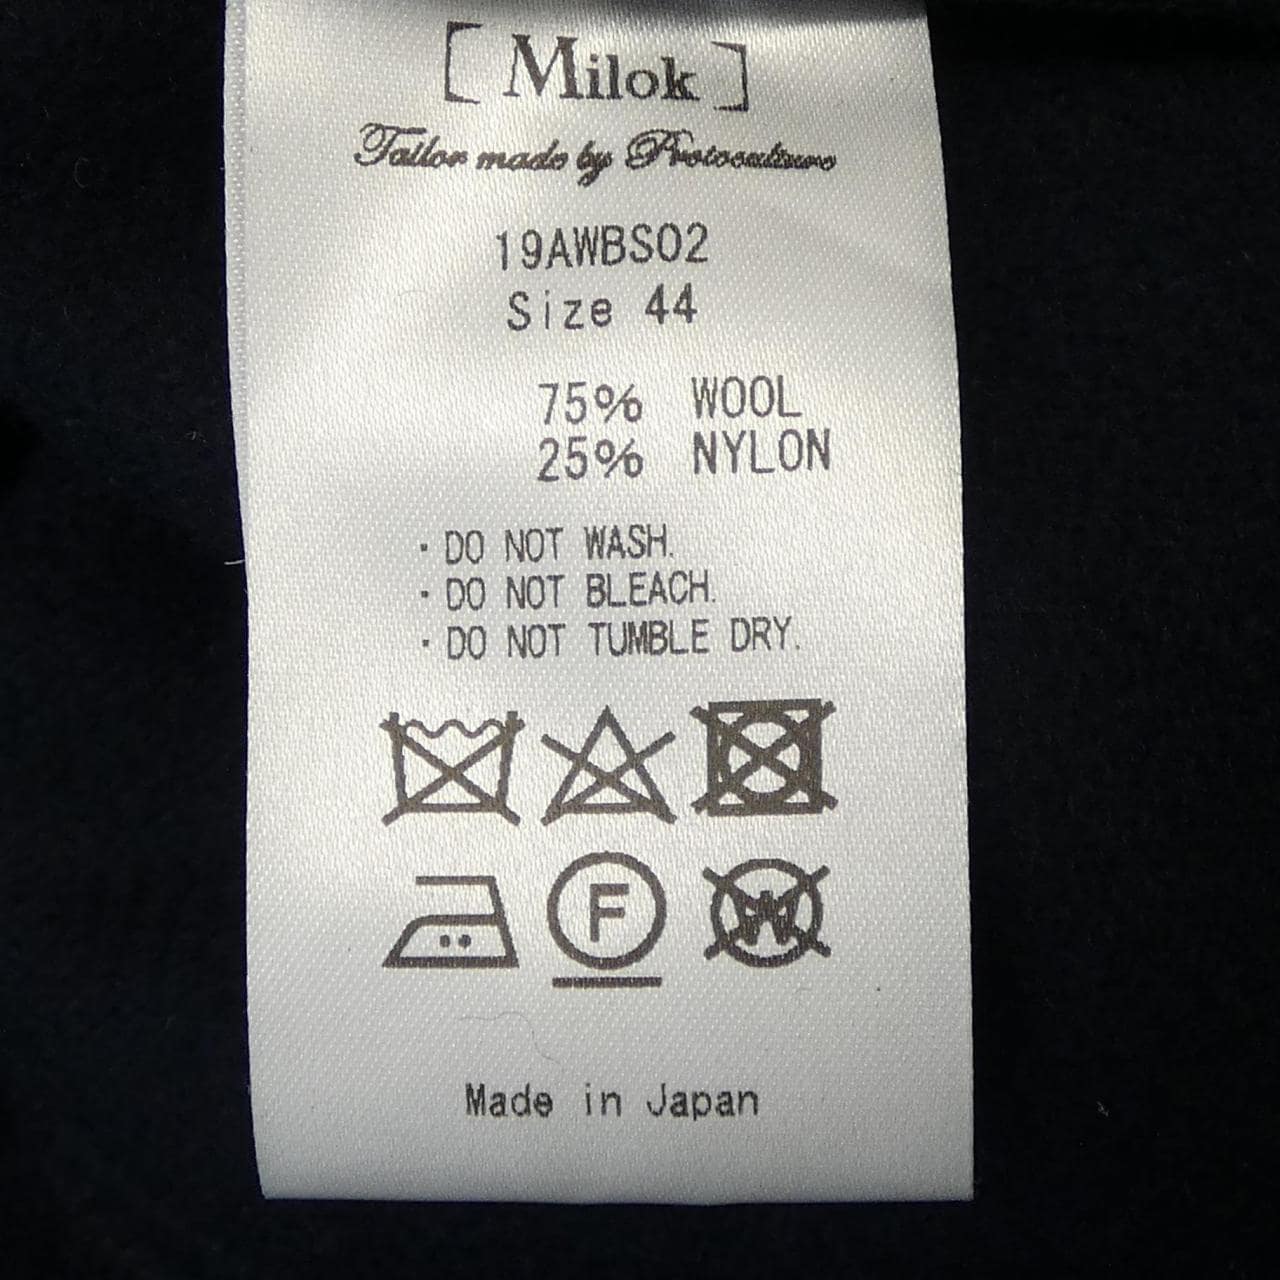 [ Milok ]
Tailor made by Protoculture
19AWBS02
Size 44
75% WOOL
25% NYLON
・DO NOT WASH.
・DO NOT BLEACH.
・DO NOT TUMBLE DRY.
F W
Made in Japan